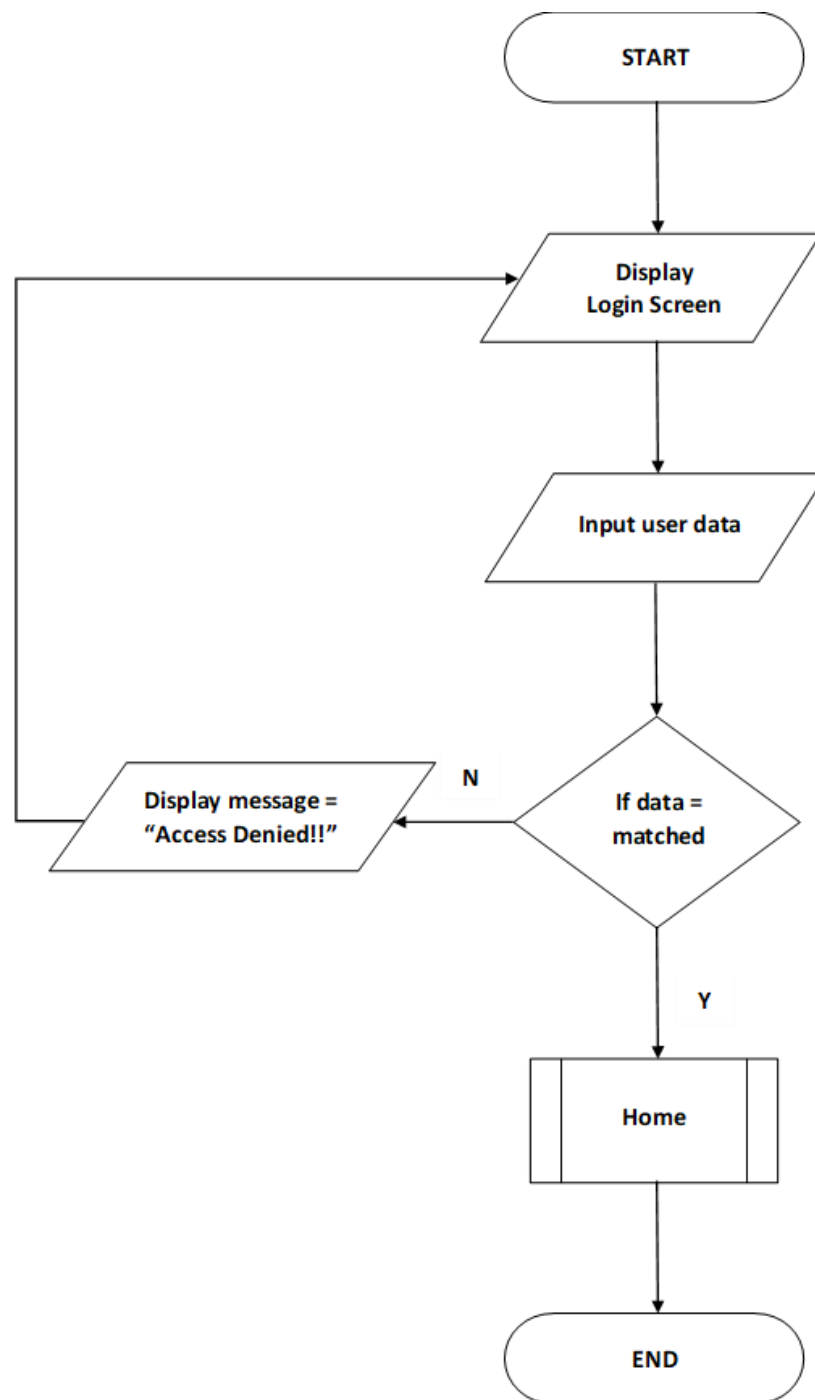 START
Display
Login Screen
Input user data
If data =
matched
N
Display message =
“Access Denied!!”
Y
Home
END